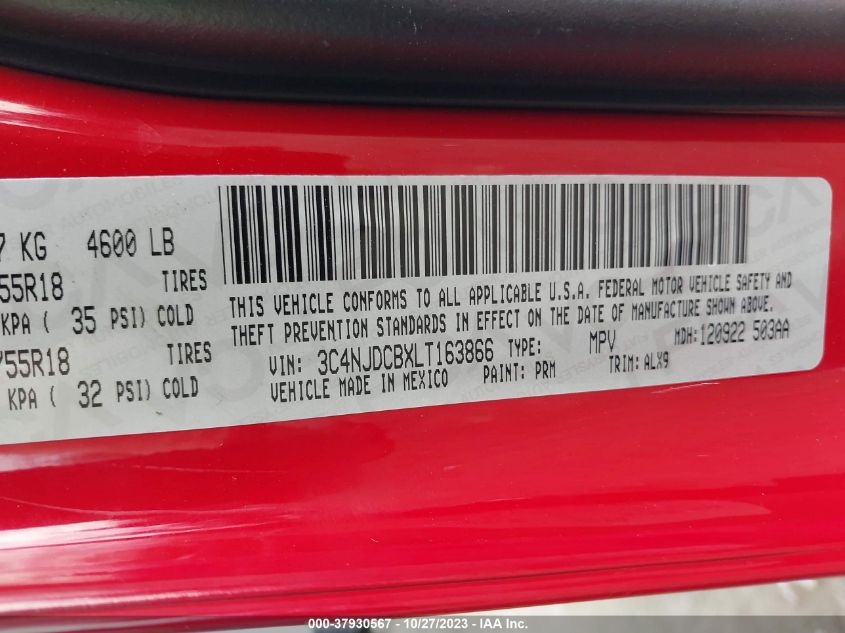 7 KG 4600 LB
55R18 TIRES
KPA ( 35 PSI) COLD
55R18 TIRES
KPA ( 32 PSI) COLD
THIS VEHICLE CONFORMS TO ALL APPLICABLE U.S.A. FEDERAL MOTOR VEHICLE SAFETY AND
THEFT PREVENTION STANDARDS IN EFFECT ON THE DATE OF MANUFACTURE SHOWN ABOVE.
VIN: 3C4NJDCBXLT163866 TYPE: MPV MDH:120922 503AA
VEHICLE MADE IN MEXICO PAINT: PRM TRIM: ALX9
000-37930567 - 10/27/2023 - IAA Inc.